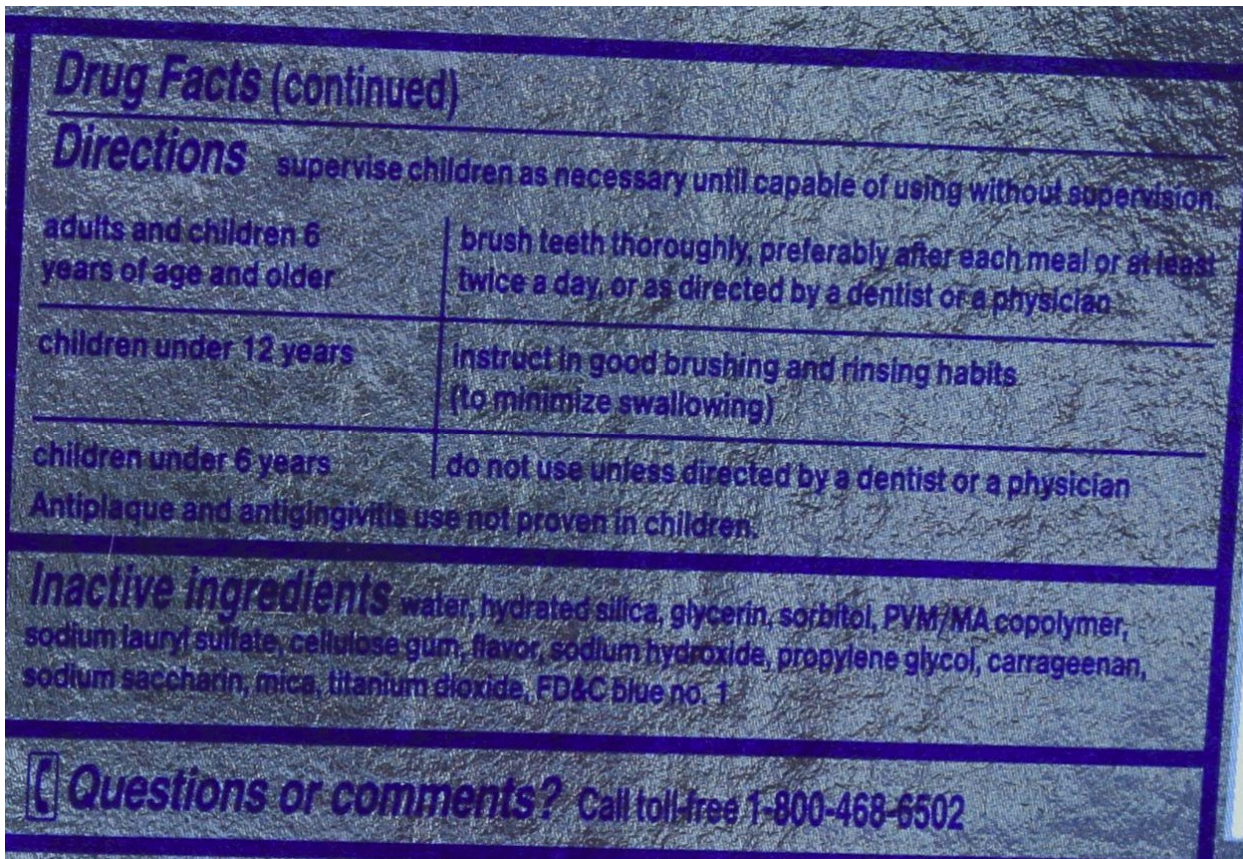 Drug Facts (continued)
Directions supervise children as necessary until capable of using without supervision.
adults and children 6
years of age and older
brush teeth thoroughly, preferably after each meal or at least
twice a day, or as directed by a dentist or a physician
children under 12 years
instruct in good brushing and rinsing habits
(to minimize swallowing)
children under 6 years
do not use unless directed by a dentist or a physician
Antiplaque and antigingivitis use not proven in children.
Inactive ingredients water, hydrated silica, glycerin, sorbitol, PVM/MA copolymer,
sodium lauryl sulfate, cellulose gum, flavor, sodium hydroxide, propylene glycol, carrageenan,
sodium saccharin, mica, titanium dioxide, FD&C blue no. 1
Questions or comments? Call toll-free 1-800-468-6502